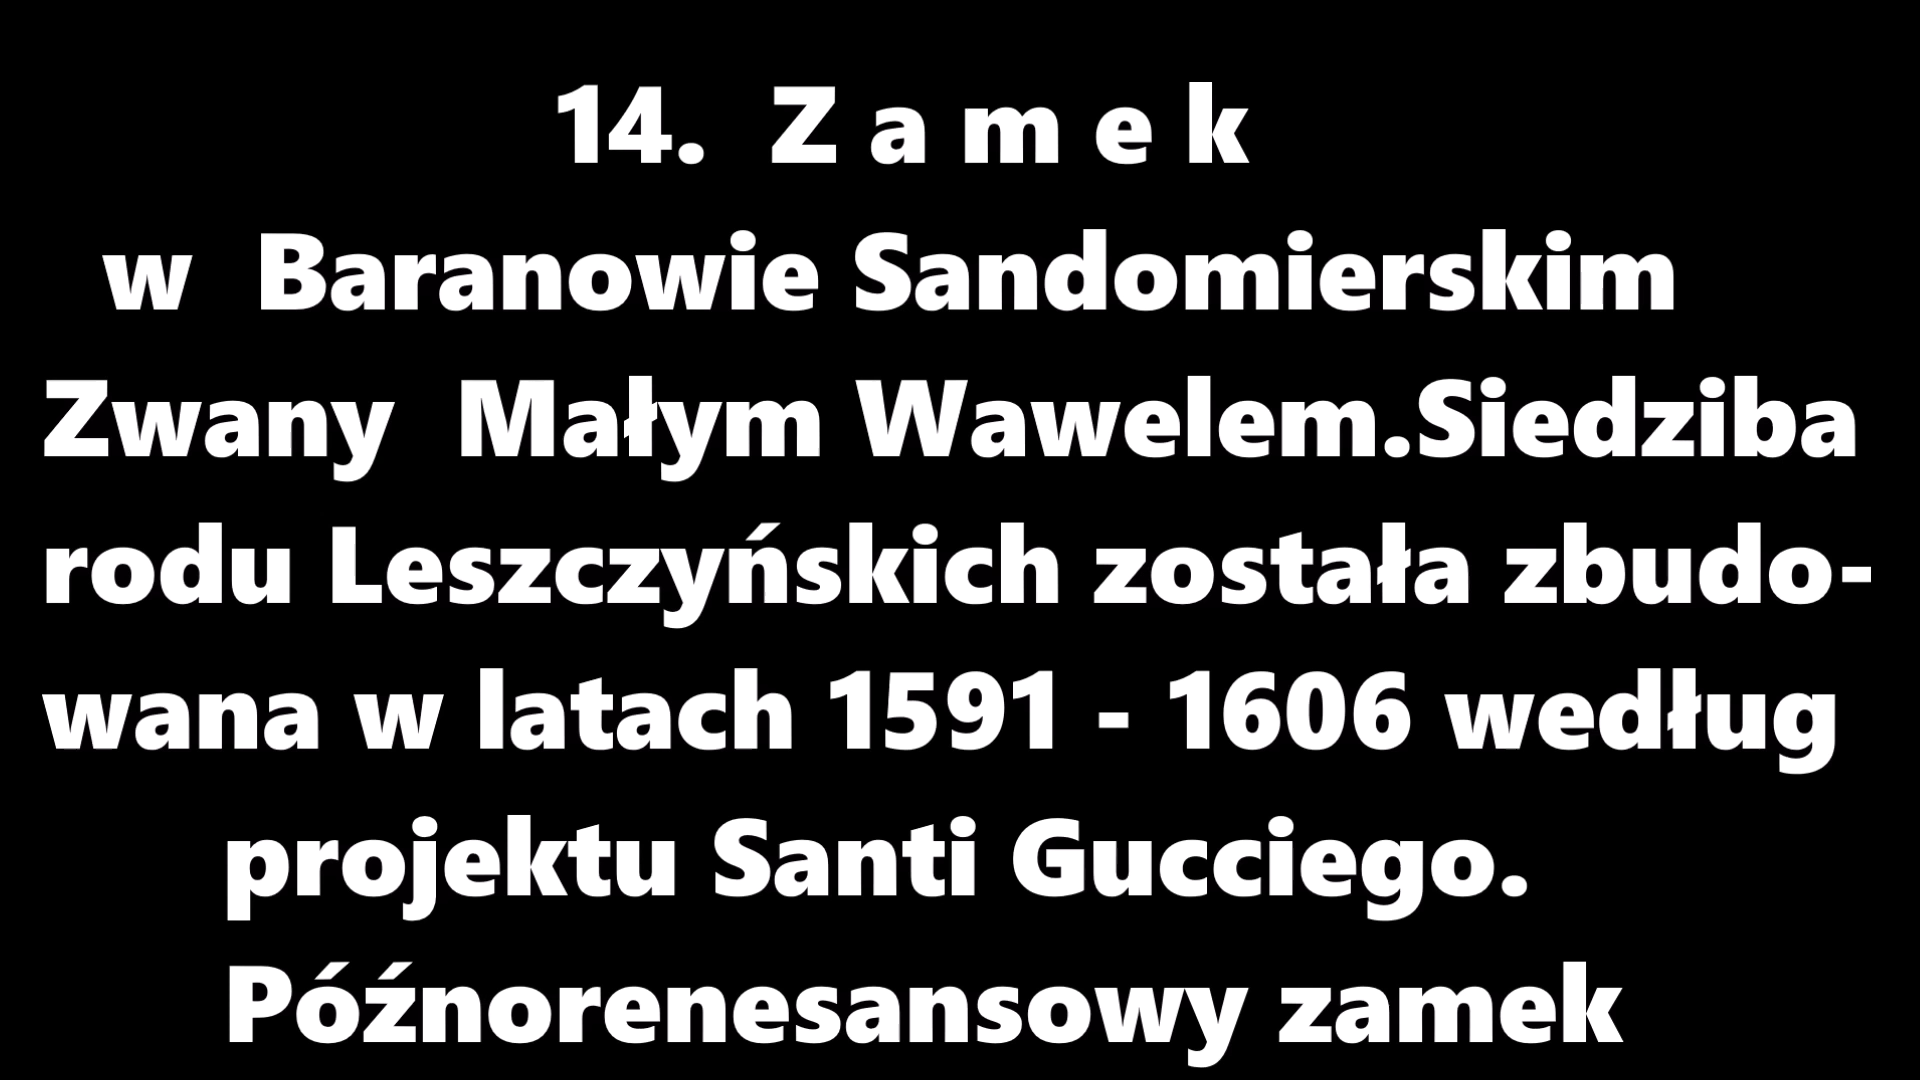 14. Z a m e k
w Baranowie Sandomierskim
Zwany Małym Wawelem.Siedziba
rodu Leszczyńskich została zbudo-
wana w latach 1591 - 1606 według
projektu Santi Gucciego.
Późnorenesansowy zamek